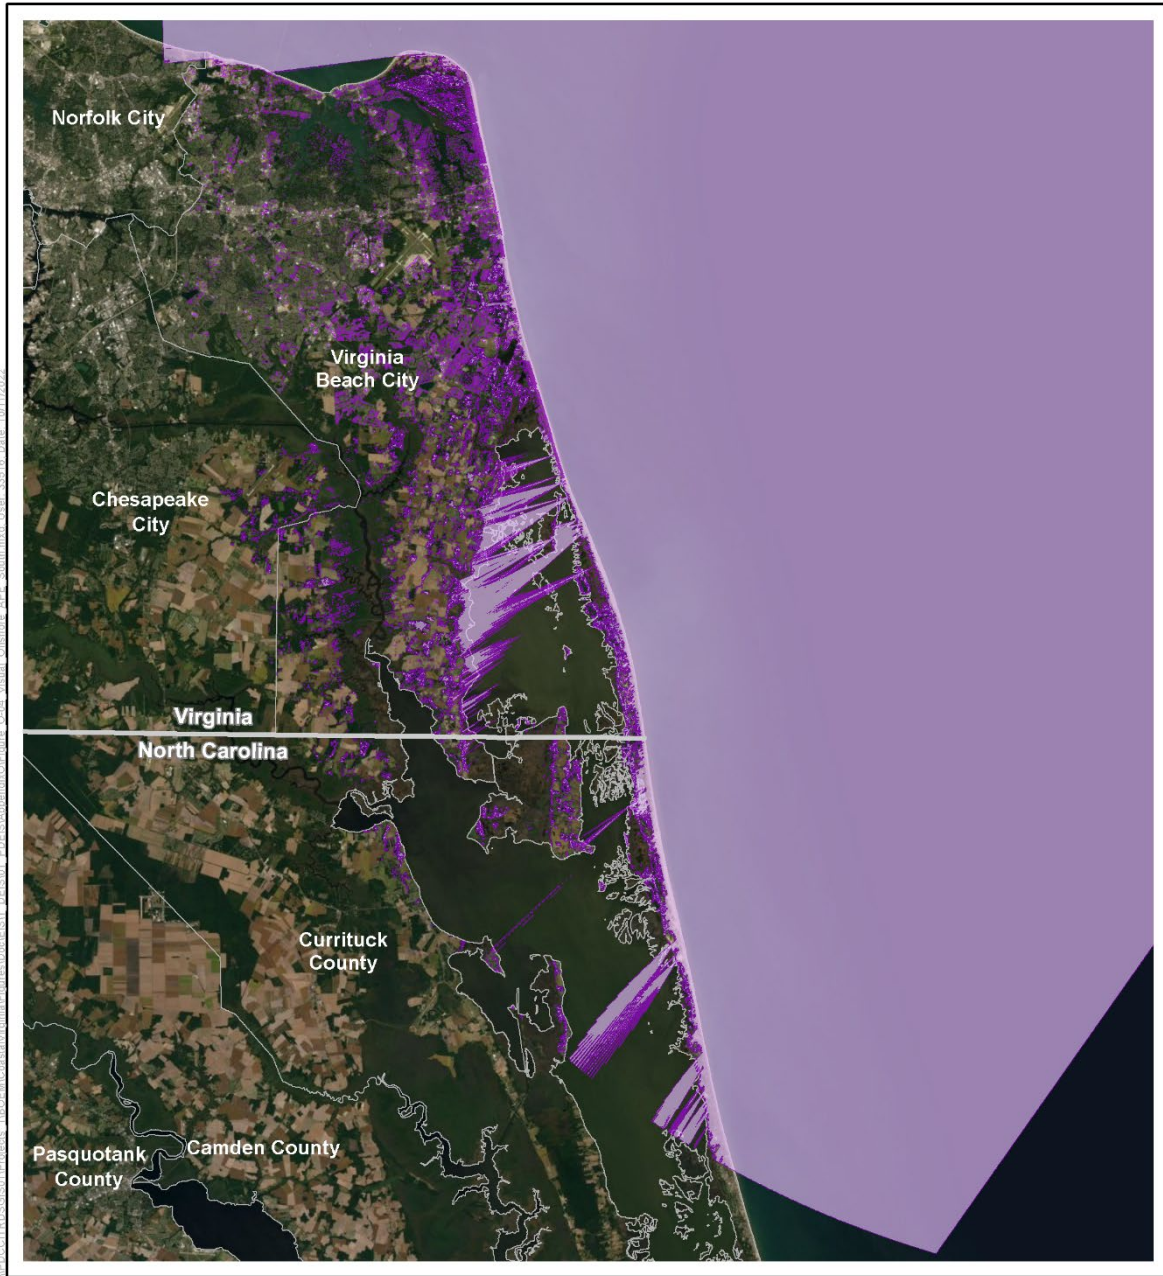 Norfolk City
Virginia
Beach City
Chesapeake
City
Virginia
North Carolina
Currituck
County
Camden County
Pasquotank
County